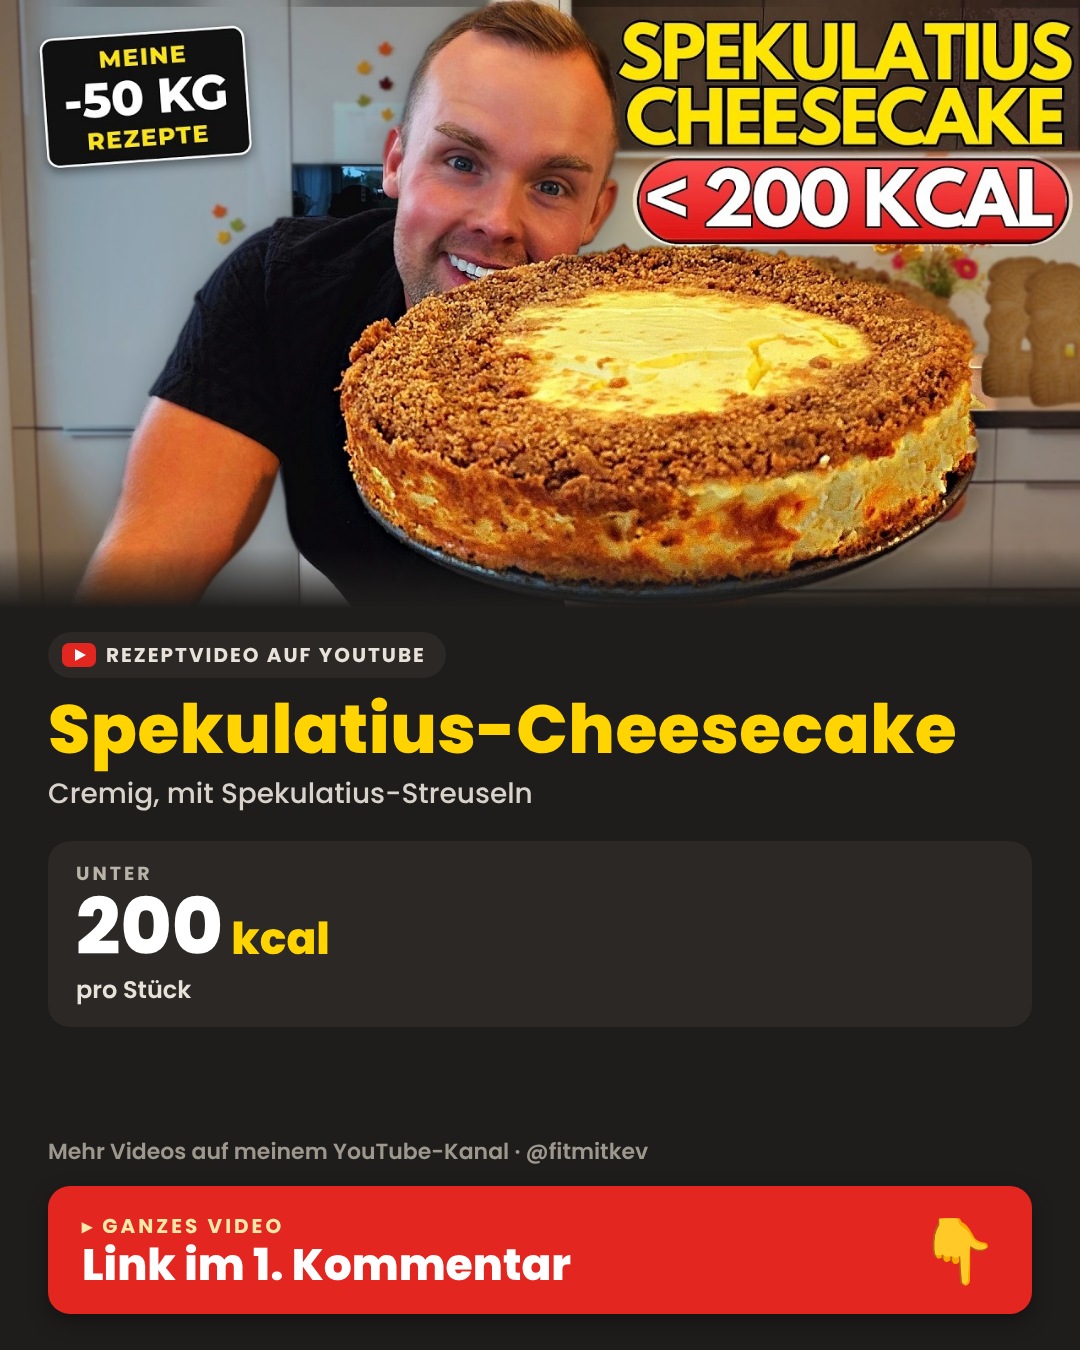 MEINE
-50 KG
REZEPTE
SPEKULATIUS
CHEESECAKE
< 200 KCAL
REZEPTVIDEO AUF YOUTUBE
Spekulatius-Cheesecake
Cremig, mit Spekulatius-Streuseln
UNTER
200 kcal
pro Stück
Mehr Videos auf meinem YouTube-Kanal · @fitmitkev
▸ GANZES VIDEO
Link im 1. Kommentar